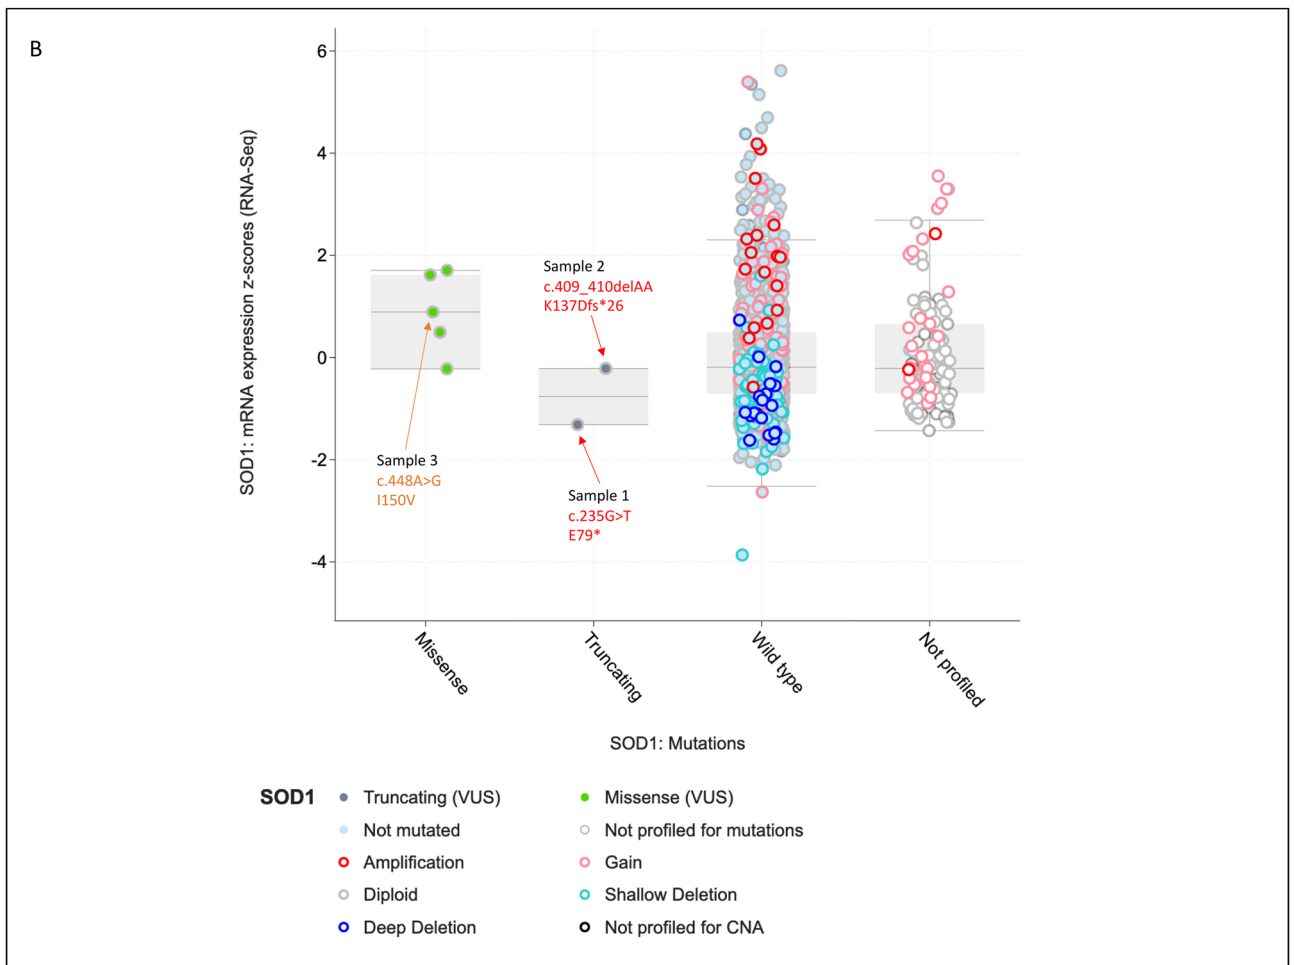 B
SOD1: mRNA expression z-scores (RNA-Seq)
6
4
2
0
-2
-4
Sample 2
c.409_410delAA
K137Dfs*26
Sample 3
c.448A>G
I150V
Sample 1
c.235G>T
E79*
Missense
Truncating
Wild type
Not profiled
SOD1: Mutations
SOD1
Truncating (VUS)
Missense (VUS)
Not mutated
Not profiled for mutations
Amplification
Gain
Diploid
Shallow Deletion
Deep Deletion
Not profiled for CNA